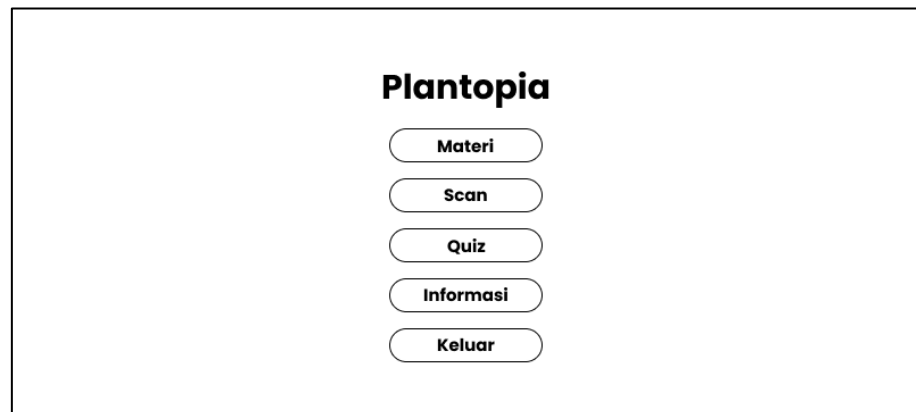 Plantopia
Materi
Scan
Quiz
Informasi
Keluar